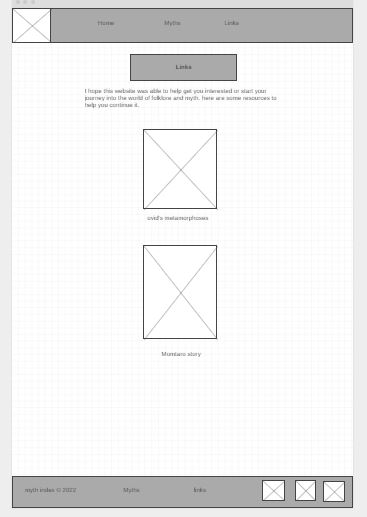 Home Myths Links
Links
I hope this website was able to help get you interested or start your
journey into the world of folklore and myth. here are some resources to
help you continue it.
ovid's metamorphoses
Momtaro story
myth index © 2022 Myths links